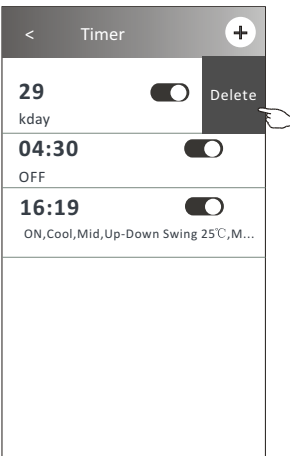 < Timer +
29 Delete
kday
04:30
OFF
16:19
ON,Cool,Mid,Up-Down Swing 25℃,M...